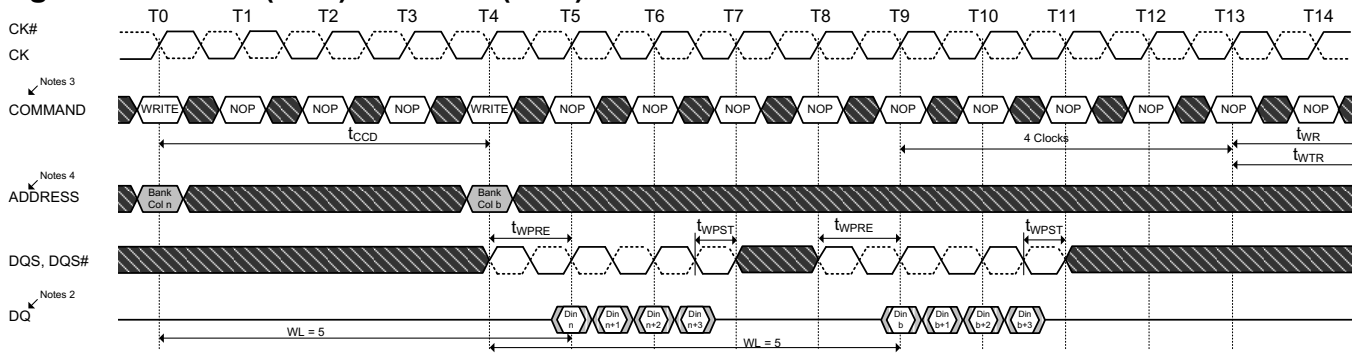 T0 T1 T2 T3 T4 T5 T6 T7 T8 T9 T10 T11 T12 T13 T14
CK#
CK
Notes 3
COMMAND
WRITE NOP NOP NOP WRITE NOP NOP NOP NOP NOP NOP NOP NOP NOP NOP
tCCD
4 Clocks
tWR
tWTR
Notes 4
ADDRESS
Bank Col n
Bank Col b
tWPRE
tWPST
tWPRE
tWPST
DQS, DQS#
Notes 2
DQ
Din n
Din n+1
Din n+2
Din n+3
Din b
Din b+1
Din b+2
Din b+3
WL = 5
WL = 5